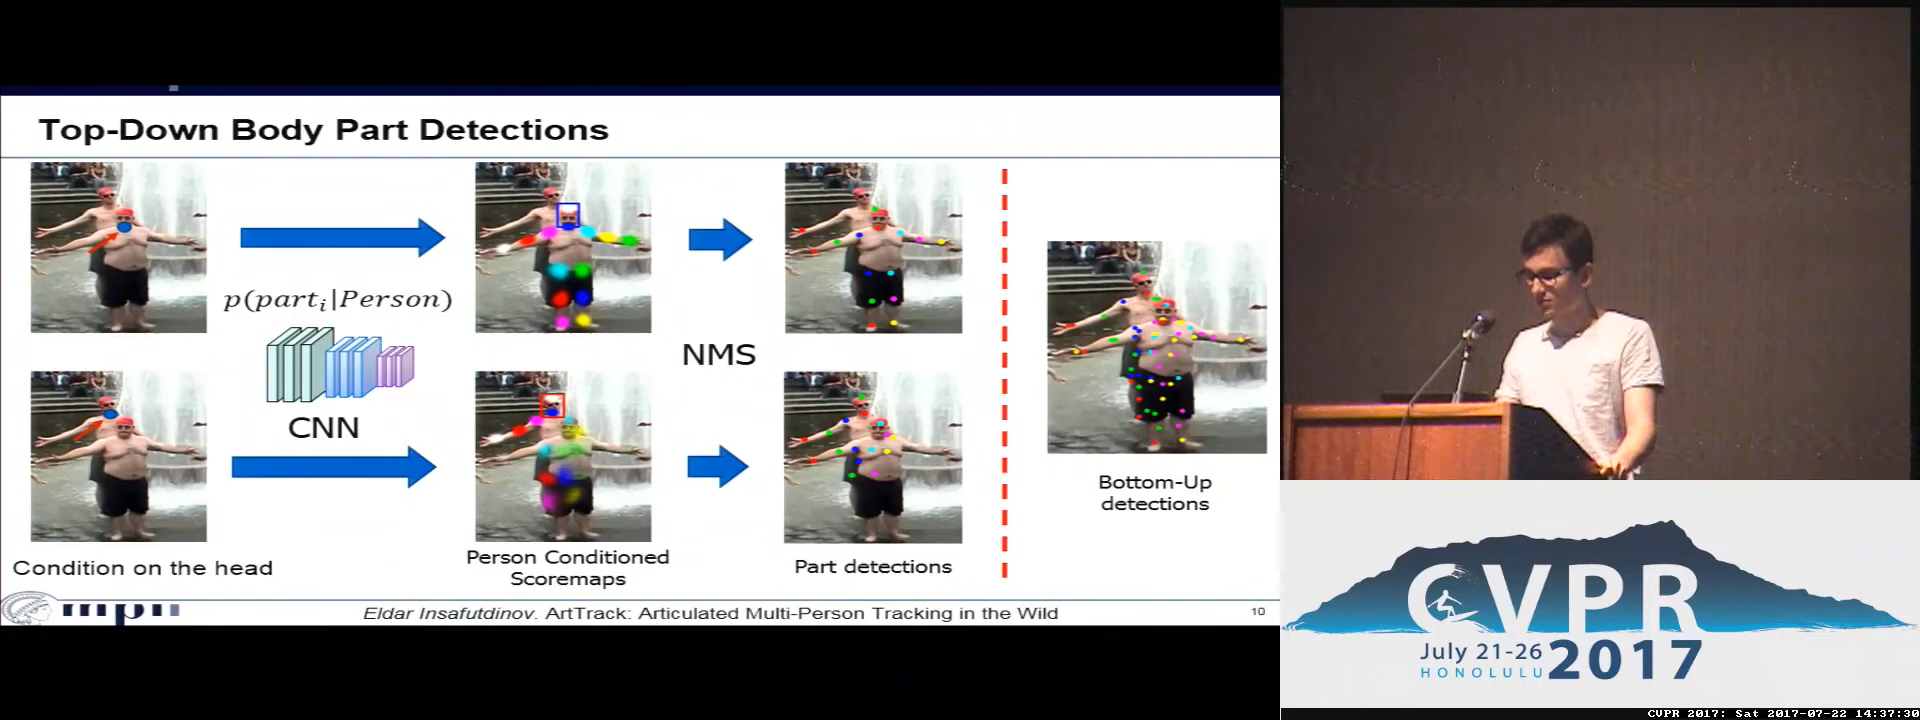 Top-Down Body Part Detections
p(part_i|Person)
CNN
NMS
Condition on the head
Person Conditioned
Scoremaps
Part detections
Bottom-Up
detections
Eldar Insafutdinov. ArtTrack: Articulated Multi-Person Tracking in the Wild
10
CVPR
July 21-26
HONOLULU
2017
CVPR 2017: Sat 2017-07-22 14:37:30